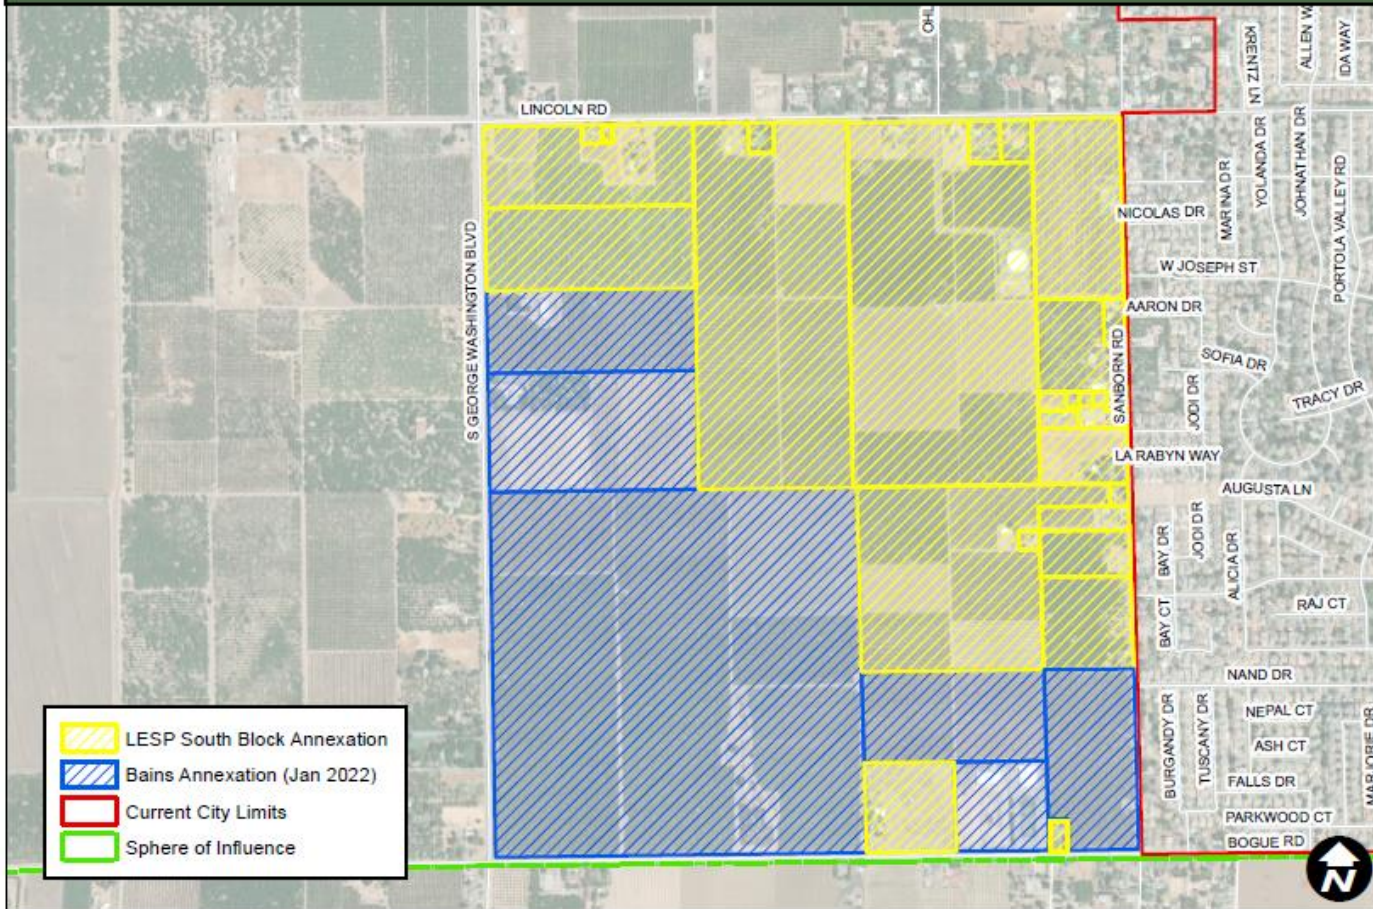 OHL
KRENTZ LN
ALLEN W
IDA WAY
LINCOLN RD
MARINA DR
YOLANDA DR
JOHNATHAN DR
PORTOLA VALLEY RD
NICOLAS DR
W JOSEPH ST
S GEORGE WASHINGTON BLVD
AARON DR
SANBORN RD
SOFIA DR
JODI DR
TRACY DR
LA RABYN WAY
AUGUSTA LN
BAY DR
JODI DR
ALICIA DR
BAY CT
RAJ CT
NAND DR
BURGANDY DR
TUSCANY DR
NEPAL CT
MARJORIE DR
ASH CT
FALLS DR
PARKWOOD CT
BOGUE RD
LESP South Block Annexation
Bains Annexation (Jan 2022)
Current City Limits
Sphere of Influence
N